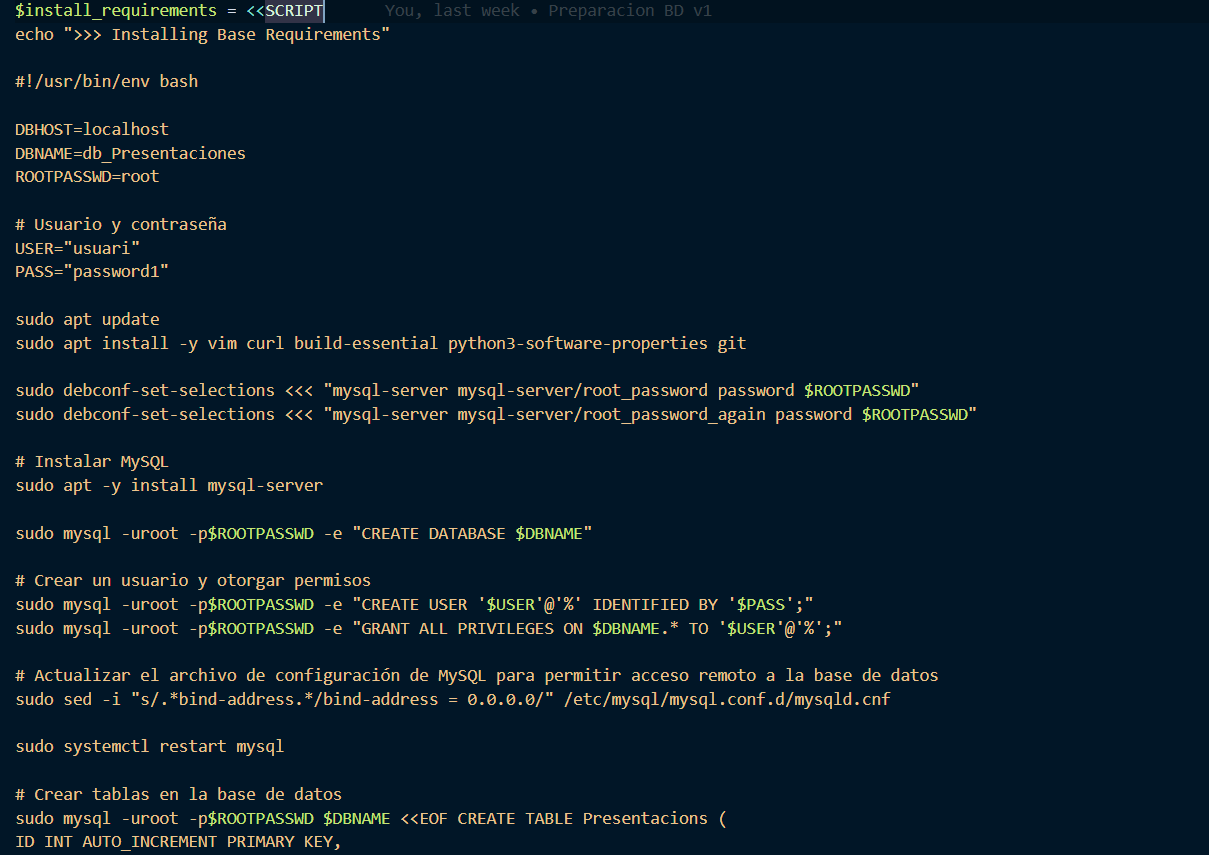 $install_requirements = <<SCRIPT You, last week • Preparacion BD v1
echo ">>> Installing Base Requirements"
#!/usr/bin/env bash
DBHOST=localhost
DBNAME=db_Presentaciones
ROOTPASSWD=root
# Usuario y contraseña
USER="usuari"
PASS="password1"
sudo apt update
sudo apt install -y vim curl build-essential python3-software-properties git
sudo debconf-set-selections <<< "mysql-server mysql-server/root_password password $ROOTPASSWD"
sudo debconf-set-selections <<< "mysql-server mysql-server/root_password_again password $ROOTPASSWD"
# Instalar MySQL
sudo apt -y install mysql-server
sudo mysql -uroot -p$ROOTPASSWD -e "CREATE DATABASE $DBNAME"
# Crear un usuario y otorgar permisos
sudo mysql -uroot -p$ROOTPASSWD -e "CREATE USER '$USER'@'%' IDENTIFIED BY '$PASS';"
sudo mysql -uroot -p$ROOTPASSWD -e "GRANT ALL PRIVILEGES ON $DBNAME.* TO '$USER'@'%';"
# Actualizar el archivo de configuración de MySQL para permitir acceso remoto a la base de datos
sudo sed -i "s/.*bind-address.*/bind-address = 0.0.0.0/" /etc/mysql/mysql.conf.d/mysqld.cnf
sudo systemctl restart mysql
# Crear tablas en la base de datos
sudo mysql -uroot -p$ROOTPASSWD $DBNAME <<EOF CREATE TABLE Presentacions (
ID INT AUTO_INCREMENT PRIMARY KEY,